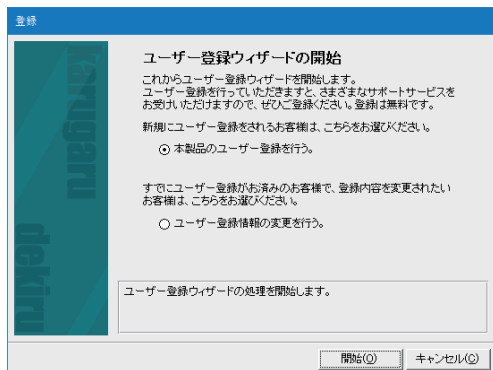 登録
ユーザー登録ウィザードの開始
これからユーザー登録ウィザードを開始します。
ユーザー登録を行っていただきますと、さまざまなサポートサービスを
お受けいただけますので、ぜひご登録ください。登録は無料です。
新規にユーザー登録をされるお客様は、こちらをお選びください。
本製品のユーザー登録を行う。
すでにユーザー登録がお済みのお客様で、登録内容を変更されたい
お客様は、こちらをお選びください。
ユーザー登録情報の変更を行う。
karugaru
dekiru
ユーザー登録ウィザードの処理を開始します。
開始(O)
キャンセル(C)